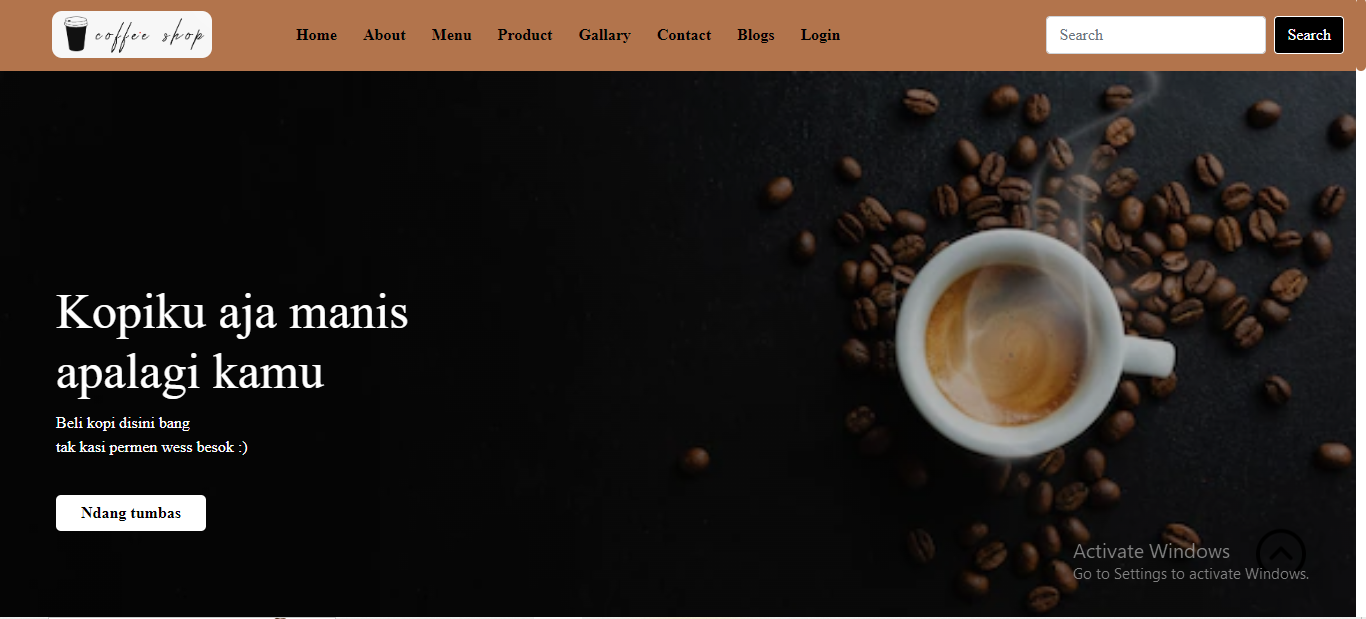 coffee shop
Home About Menu Product Gallary Contact Blogs Login
Search Search
Kopiku aja manis
apalagi kamu
Beli kopi disini bang
tak kasi permen wess besok :)
Ndang tumbas
Activate Windows
Go to Settings to activate Windows.